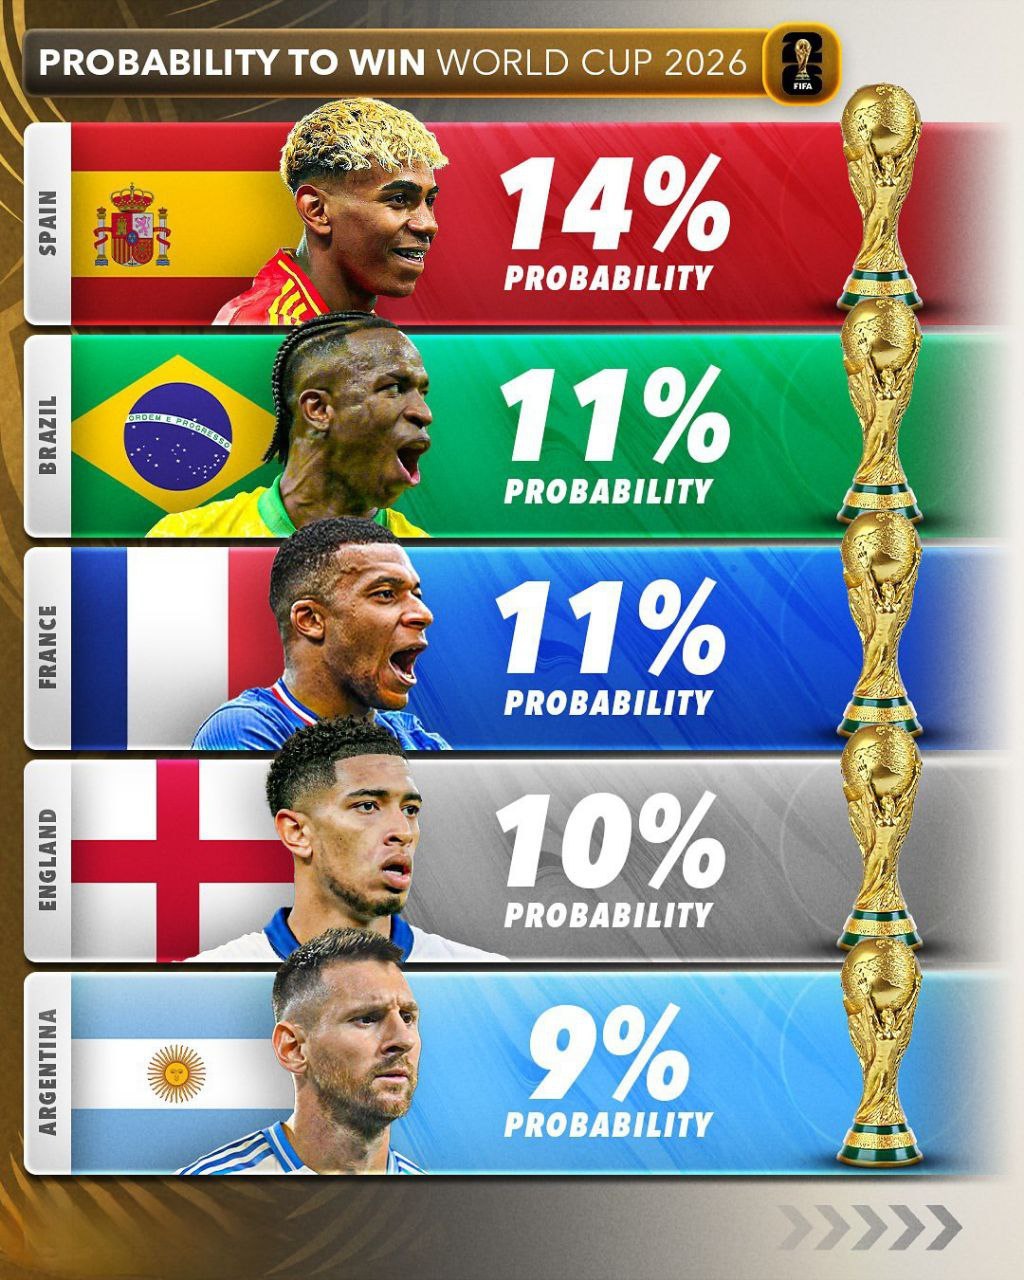 PROBABILITY TO WIN WORLD CUP 2026
FIFA
SPAIN
14%
PROBABILITY
BRAZIL
ORDEM E PROGRESSO
11%
PROBABILITY
FRANCE
11%
PROBABILITY
ENGLAND
10%
PROBABILITY
ARGENTINA
9%
PROBABILITY